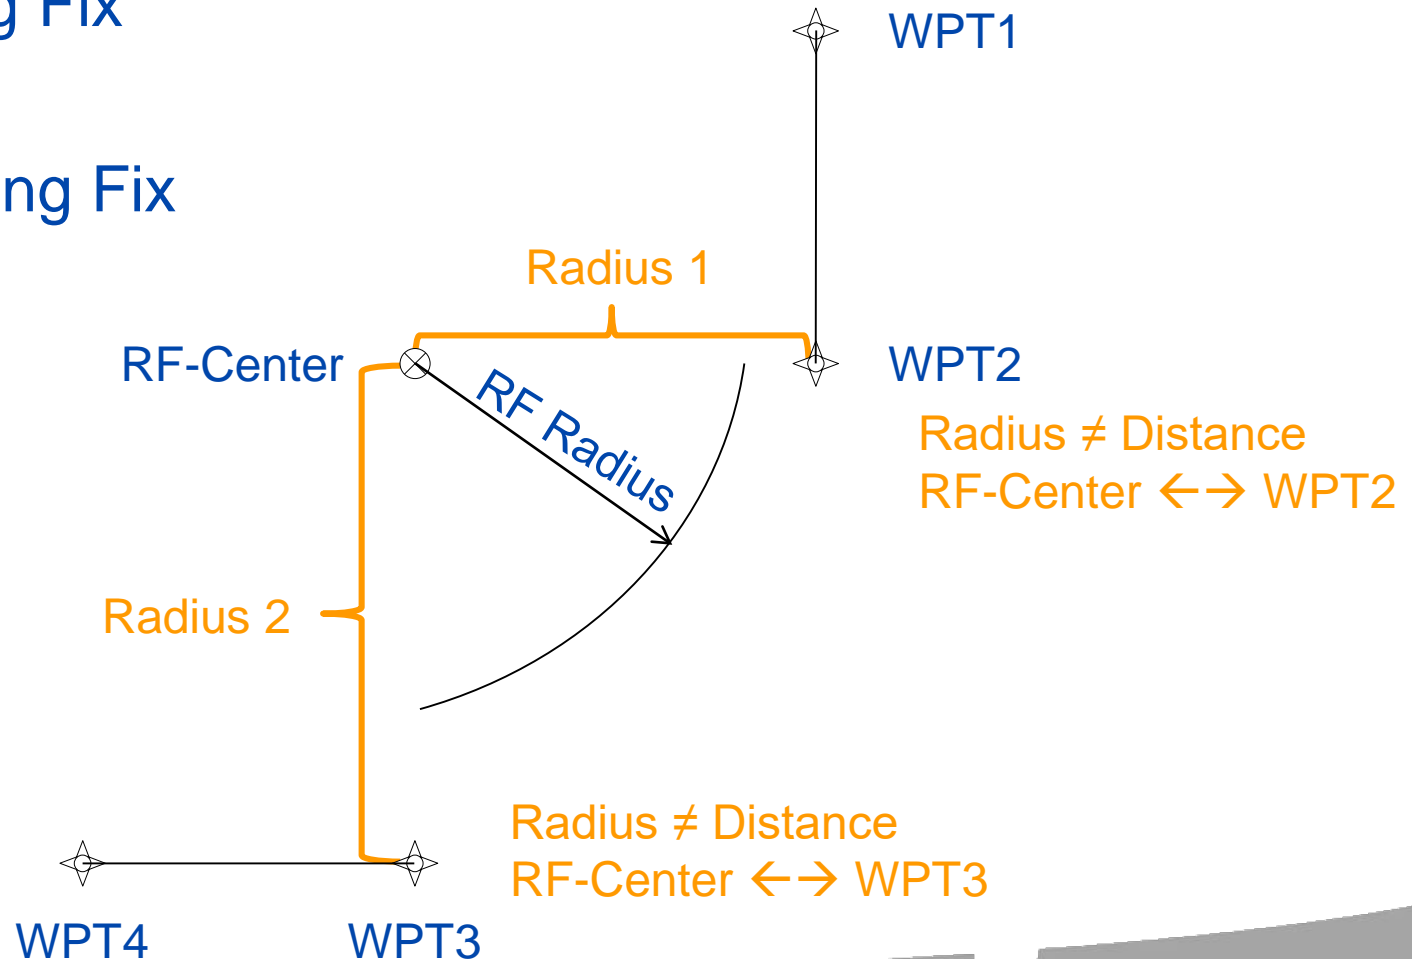 g Fix
WPT1
ng Fix
Radius 1
RF-Center
RF Radius
WPT2
Radius ≠ Distance
RF-Center ←→ WPT2
Radius 2
Radius ≠ Distance
RF-Center ←→ WPT3
WPT4
WPT3